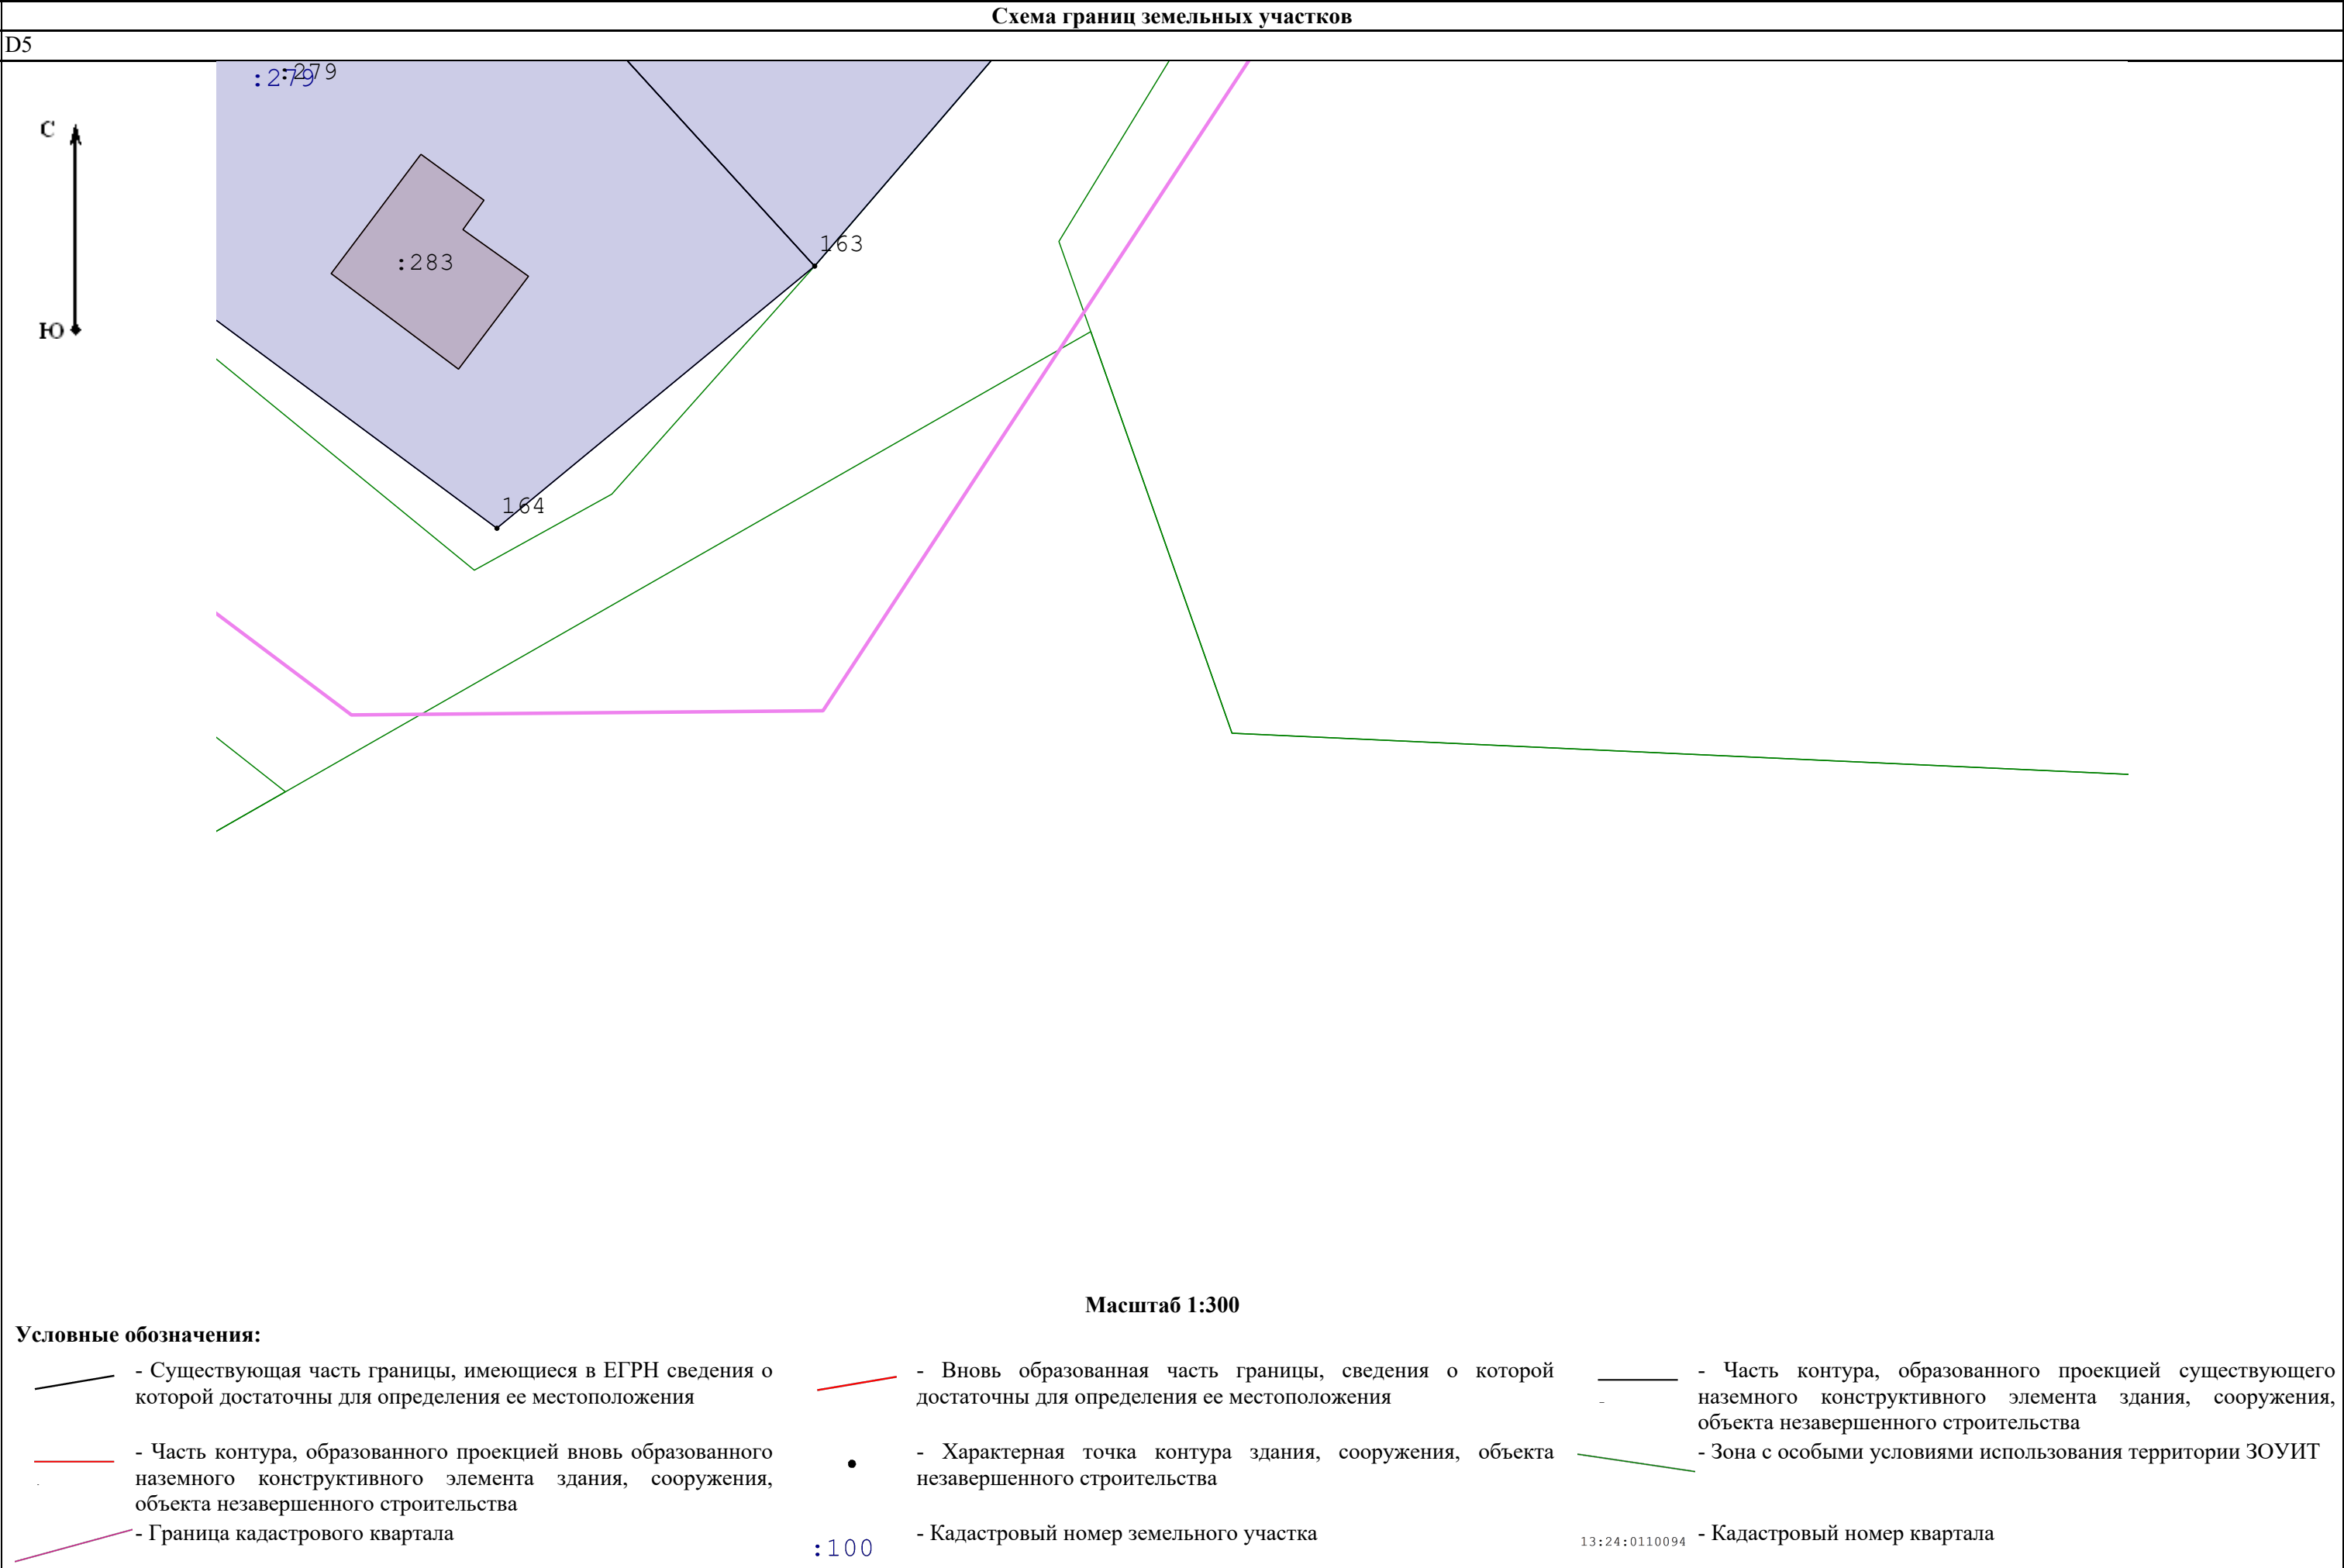 Схема границ земельных участков
D5
:279
:279
С
Ю
:283
163
164
Масштаб 1:300
Условные обозначения:
- Существующая часть границы, имеющиеся в ЕГРН сведения о
которой достаточны для определения ее местоположения
- Вновь образованная часть границы, сведения о которой
достаточны для определения ее местоположения
- Часть контура, образованного проекцией существующего
наземного конструктивного элемента здания, сооружения,
объекта незавершенного строительства
- Часть контура, образованного проекцией вновь образованного
наземного конструктивного элемента здания, сооружения,
объекта незавершенного строительства
- Характерная точка контура здания, сооружения, объекта
незавершенного строительства
- Зона с особыми условиями использования территории ЗОУИТ
- Граница кадастрового квартала
:100
- Кадастровый номер земельного участка
13:24:0110094
- Кадастровый номер квартала